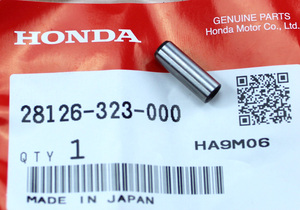 GENUINE PARTS
Honda Motor Co., Ltd.
HONDA
28126-323-000
HA9M06
QTY 1
MADE IN JAPAN